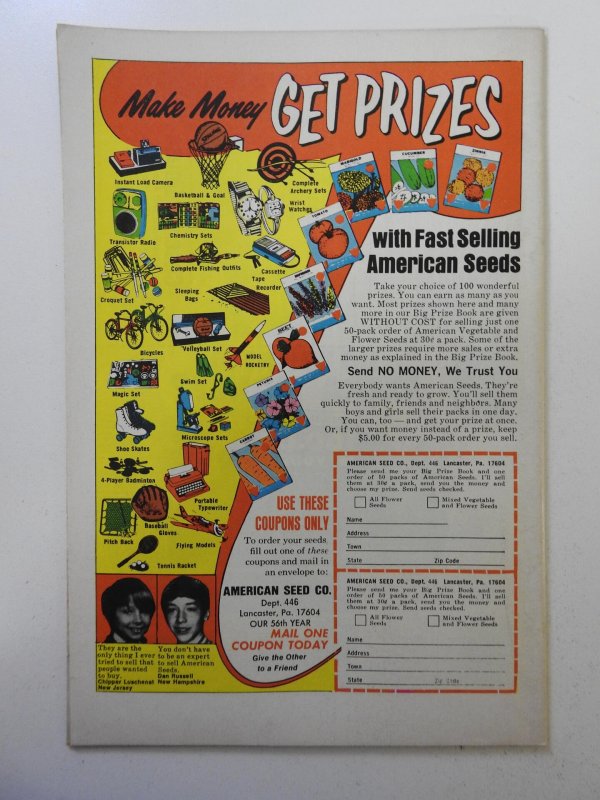 Make Money GET PRIZES
with Fast Selling
American Seeds
Take your choice of 100 wonderful
prizes. You can earn as many as you
want. Most prizes shown here and many
more in our Big Prize Book are given
WITHOUT COST for selling just one
50-pack order of American Vegetable and
Flower Seeds at 30¢ a pack. Some of the
larger prizes require more sales or extra
money as explained in the Big Prize Book.
Send NO MONEY, We Trust You
Everybody wants American Seeds. They're
fresh and ready to grow. You'll sell them
quickly to family, friends and neighbors. Many
boys and girls sell their packs in one day.
You can, too — and get your prize at once.
Or, if you want money instead of a prize, keep
$5.00 for every 50-pack order you sell.
Instant Load Camera
Basketball & Goal
Complete
Archery Sets
Wrist
Watches
Transistor Radio
Chemistry Sets
Complete Fishing Outfits
Cassette
Tape
Recorder
Croquet Set
Sleeping
Bags
Bicycles
Volleyball Set
MODEL
ROCKETRY
Magic Set
Swim Set
Shoe Skates
Microscope Sets
4-Player Badminton
Portable
Typewriter
Pitch Back
Baseball
Gloves
Flying Models
Tennis Racket
MARIGOLD
CUCUMBER
ZINNIA
TOMATO
BEET
PETUNIA
CARROT
USE THESE
COUPONS ONLY
To order your seeds
fill out one of these
coupons and mail in
an envelope to:
AMERICAN SEED CO.
Dept. 446
Lancaster, Pa. 17604
OUR 56th YEAR
MAIL ONE
COUPON TODAY
Give the Other
to a Friend
They are the
only thing I ever
tried to sell that
people wanted
to buy.
Chipper Luschenat
New Jersey
You don't have
to be an expert
to sell American
Seeds.
Dan Russell
New Hampshire
AMERICAN SEED CO., Dept. 446 Lancaster, Pa. 17604
Please send me your Big Prize Book and one
order of 50 packs of American Seeds. I'll sell
them at 30¢ a pack, send you the money and
choose my prize. Send seeds checked.
All Flower
Seeds
Mixed Vegetable
and Flower Seeds
Name
Address
Town
State Zip Code
AMERICAN SEED CO., Dept. 446 Lancaster, Pa. 17604
Please send me your Big Prize Book and one
order of 50 packs of American Seeds. I'll sell
them at 30¢ a pack, send you the money and
choose my prize. Send seeds checked.
All Flower
Seeds
Mixed Vegetable
and Flower Seeds
Name
Address
Town
State Zip Code